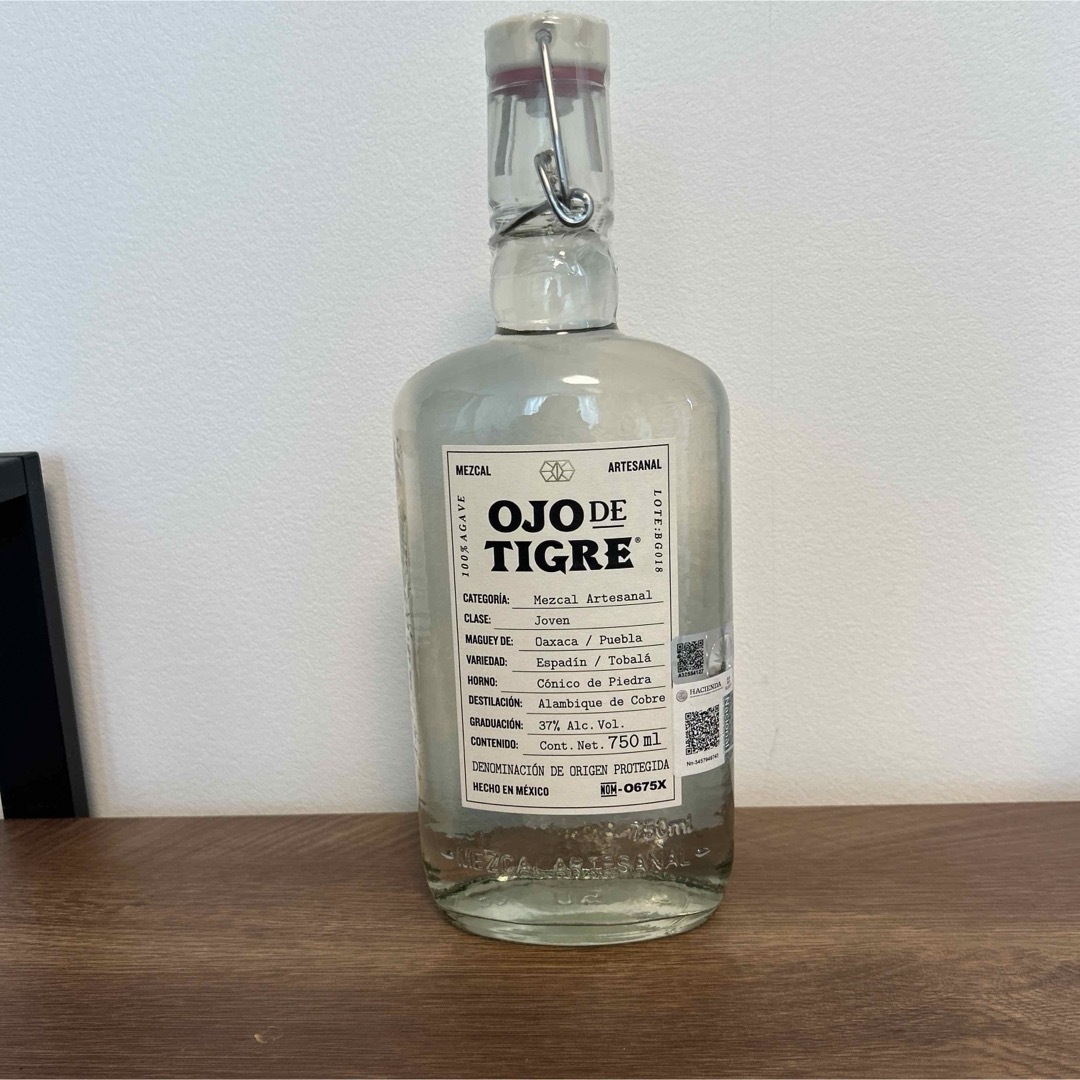 MEZCAL ARTESANAL
100% AGAVE
OJO DE
TIGRE®
LOTE: BG018
CATEGORÍA: Mezcal Artesanal
CLASE: Joven
MAGUEY DE: Oaxaca / Puebla
VARIEDAD: Espadín / Tobalá
HORNO: Cónico de Piedra
DESTILACIÓN: Alambique de Cobre
GRADUACIÓN: 37% Alc. Vol.
CONTENIDO: Cont. Net. 750 ml
DENOMINACIÓN DE ORIGEN PROTEGIDA
HECHO EN MÉXICO NOM-O675X
HACIENDA
750ml
MEZCAL ARTESANAL